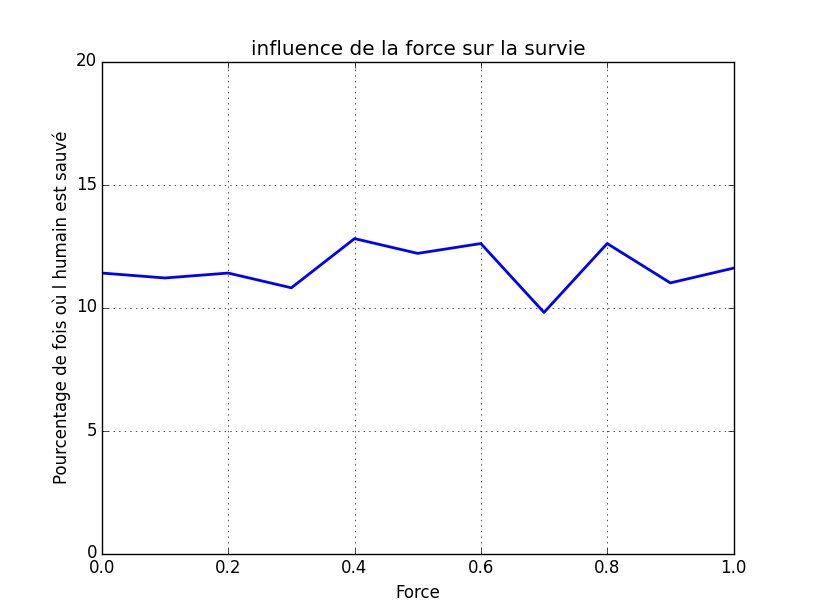 influence de la force sur la survie
20
15
10
5
0
Pourcentage de fois où l humain est sauvé
0.0 0.2 0.4 0.6 0.8 1.0
Force